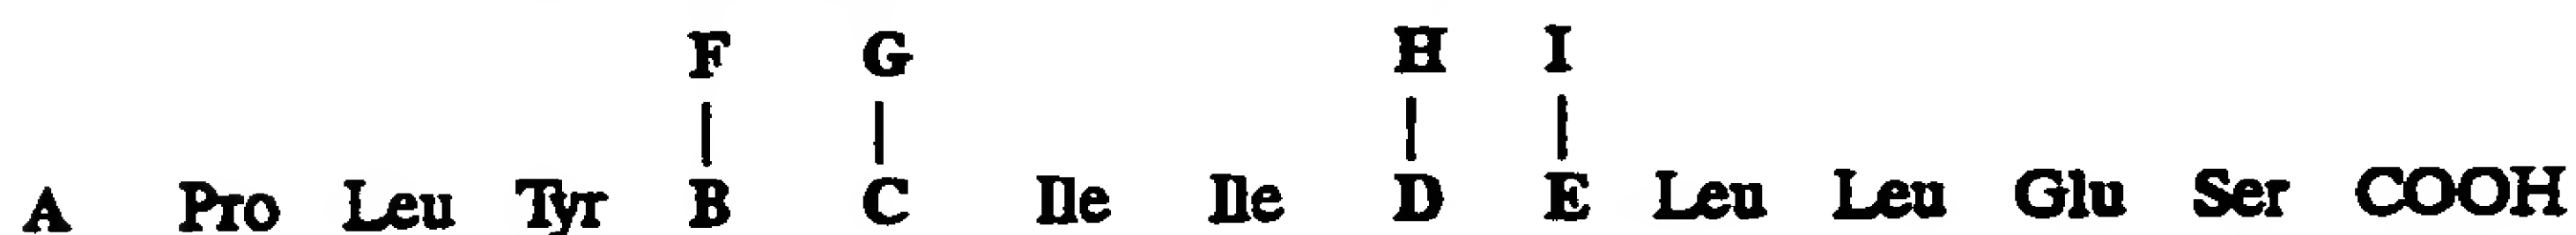 F G H I
A Pro Leu Tyr B C Ile Ile D E Leu Leu Glu Ser COOH